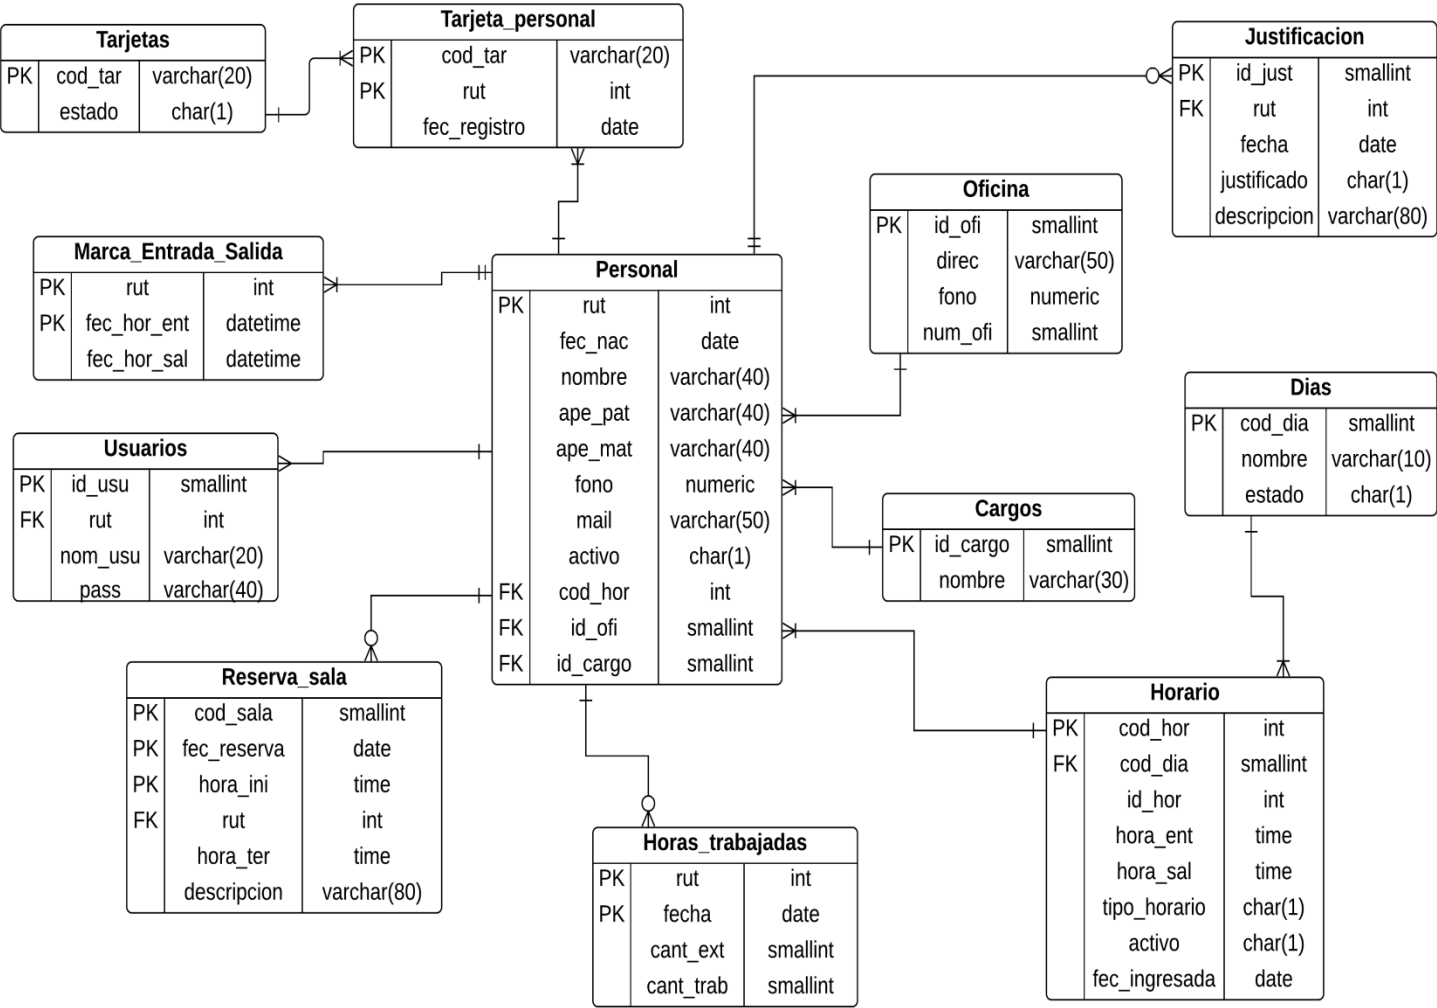 Tarjetas
PK cod_tar varchar(20)
estado char(1)
Tarjeta_personal
PK cod_tar varchar(20)
PK rut int
fec_registro date
Justificacion
PK id_just smallint
FK rut int
fecha date
justificado char(1)
descripcion varchar(80)
Oficina
PK id_ofi smallint
direc varchar(50)
fono numeric
num_ofi smallint
Marca_Entrada_Salida
PK rut int
PK fec_hor_ent datetime
fec_hor_sal datetime
Personal
PK rut int
fec_nac date
nombre varchar(40)
ape_pat varchar(40)
ape_mat varchar(40)
fono numeric
mail varchar(50)
activo char(1)
FK cod_hor int
FK id_ofi smallint
FK id_cargo smallint
Dias
PK cod_dia smallint
nombre varchar(10)
estado char(1)
Usuarios
PK id_usu smallint
FK rut int
nom_usu varchar(20)
pass varchar(40)
Cargos
PK id_cargo smallint
nombre varchar(30)
Reserva_sala
PK cod_sala smallint
PK fec_reserva date
PK hora_ini time
FK rut int
hora_ter time
descripcion varchar(80)
Horario
PK cod_hor int
FK cod_dia smallint
id_hor int
hora_ent time
hora_sal time
tipo_horario char(1)
activo char(1)
fec_ingresada date
Horas_trabajadas
PK rut int
PK fecha date
cant_ext smallint
cant_trab smallint